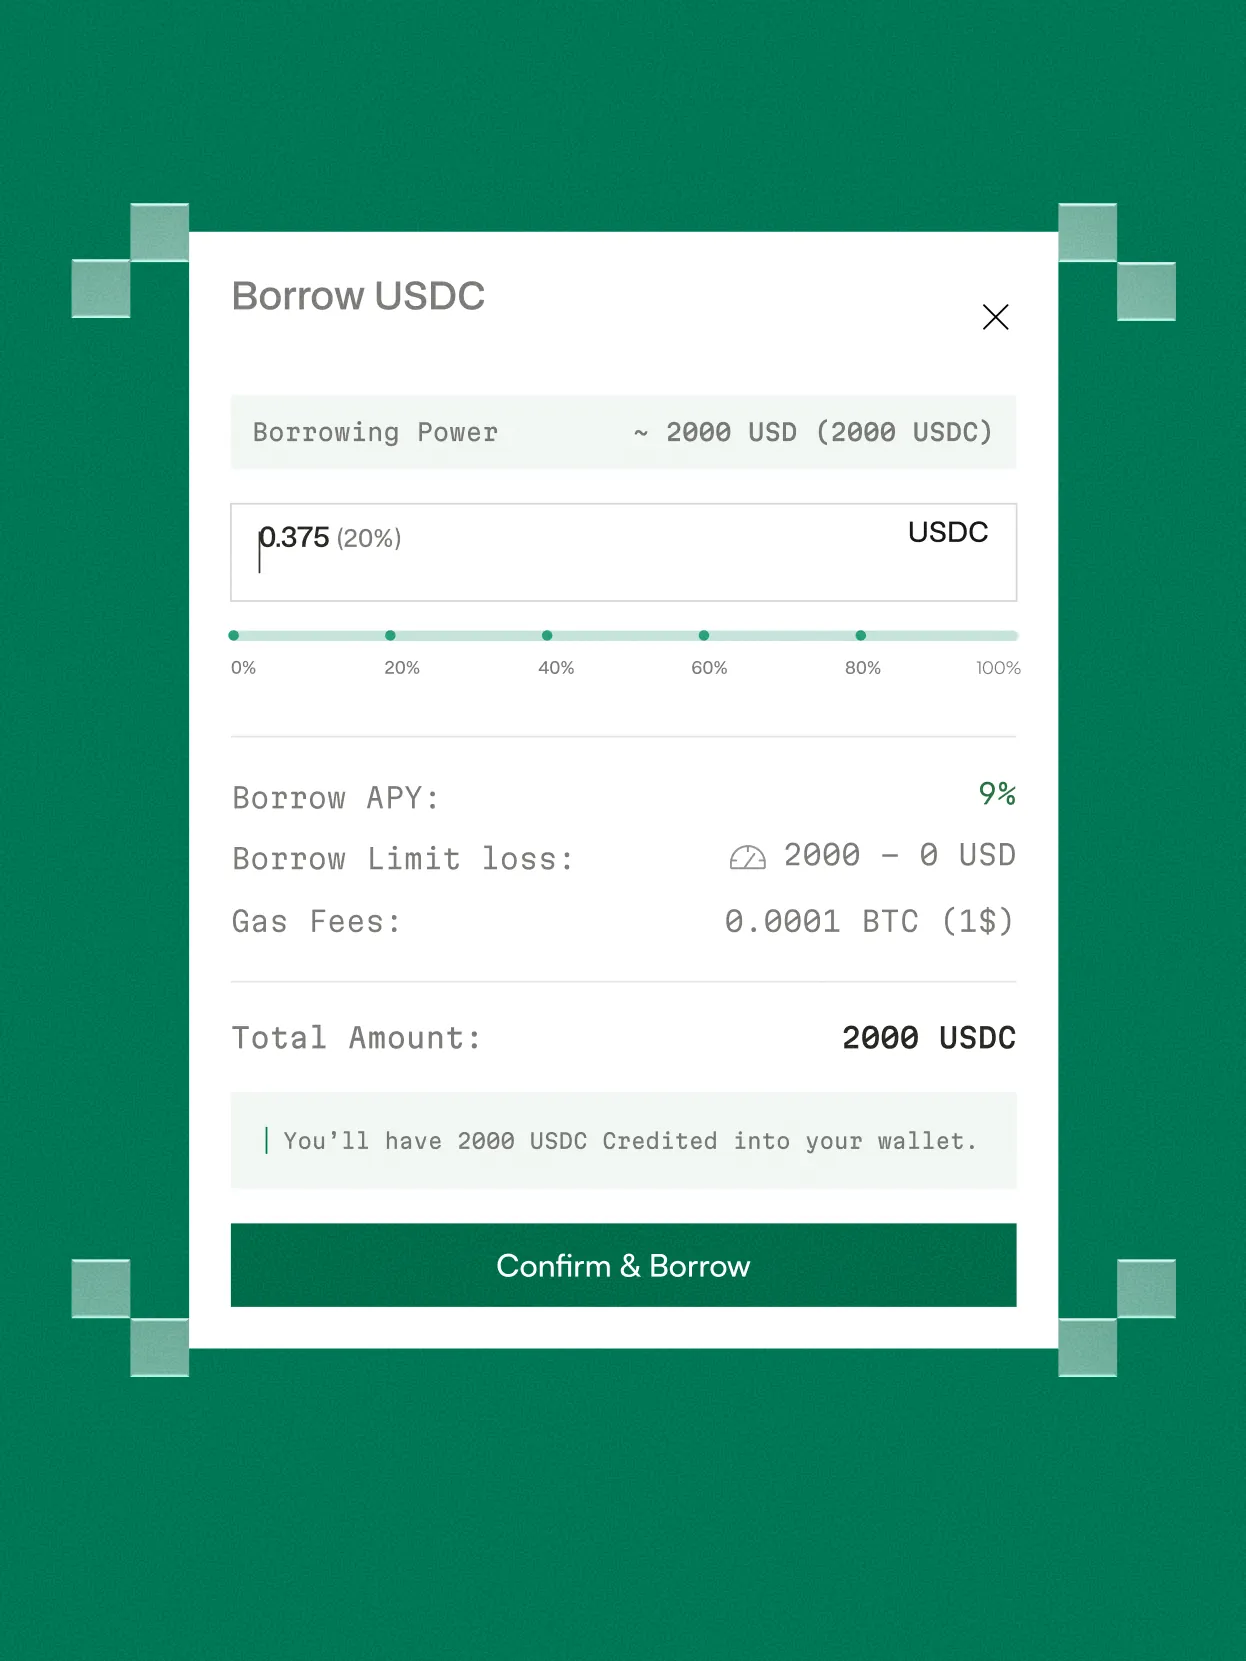 Borrow USDC
Borrowing Power ~ 2000 USD (2000 USDC)
0.375 (20%) USDC
0% 20% 40% 60% 80% 100%
Borrow APY: 9%
Borrow Limit loss: 2000 – 0 USD
Gas Fees: 0.0001 BTC (1$)
Total Amount: 2000 USDC
You’ll have 2000 USDC Credited into your wallet.
Confirm & Borrow